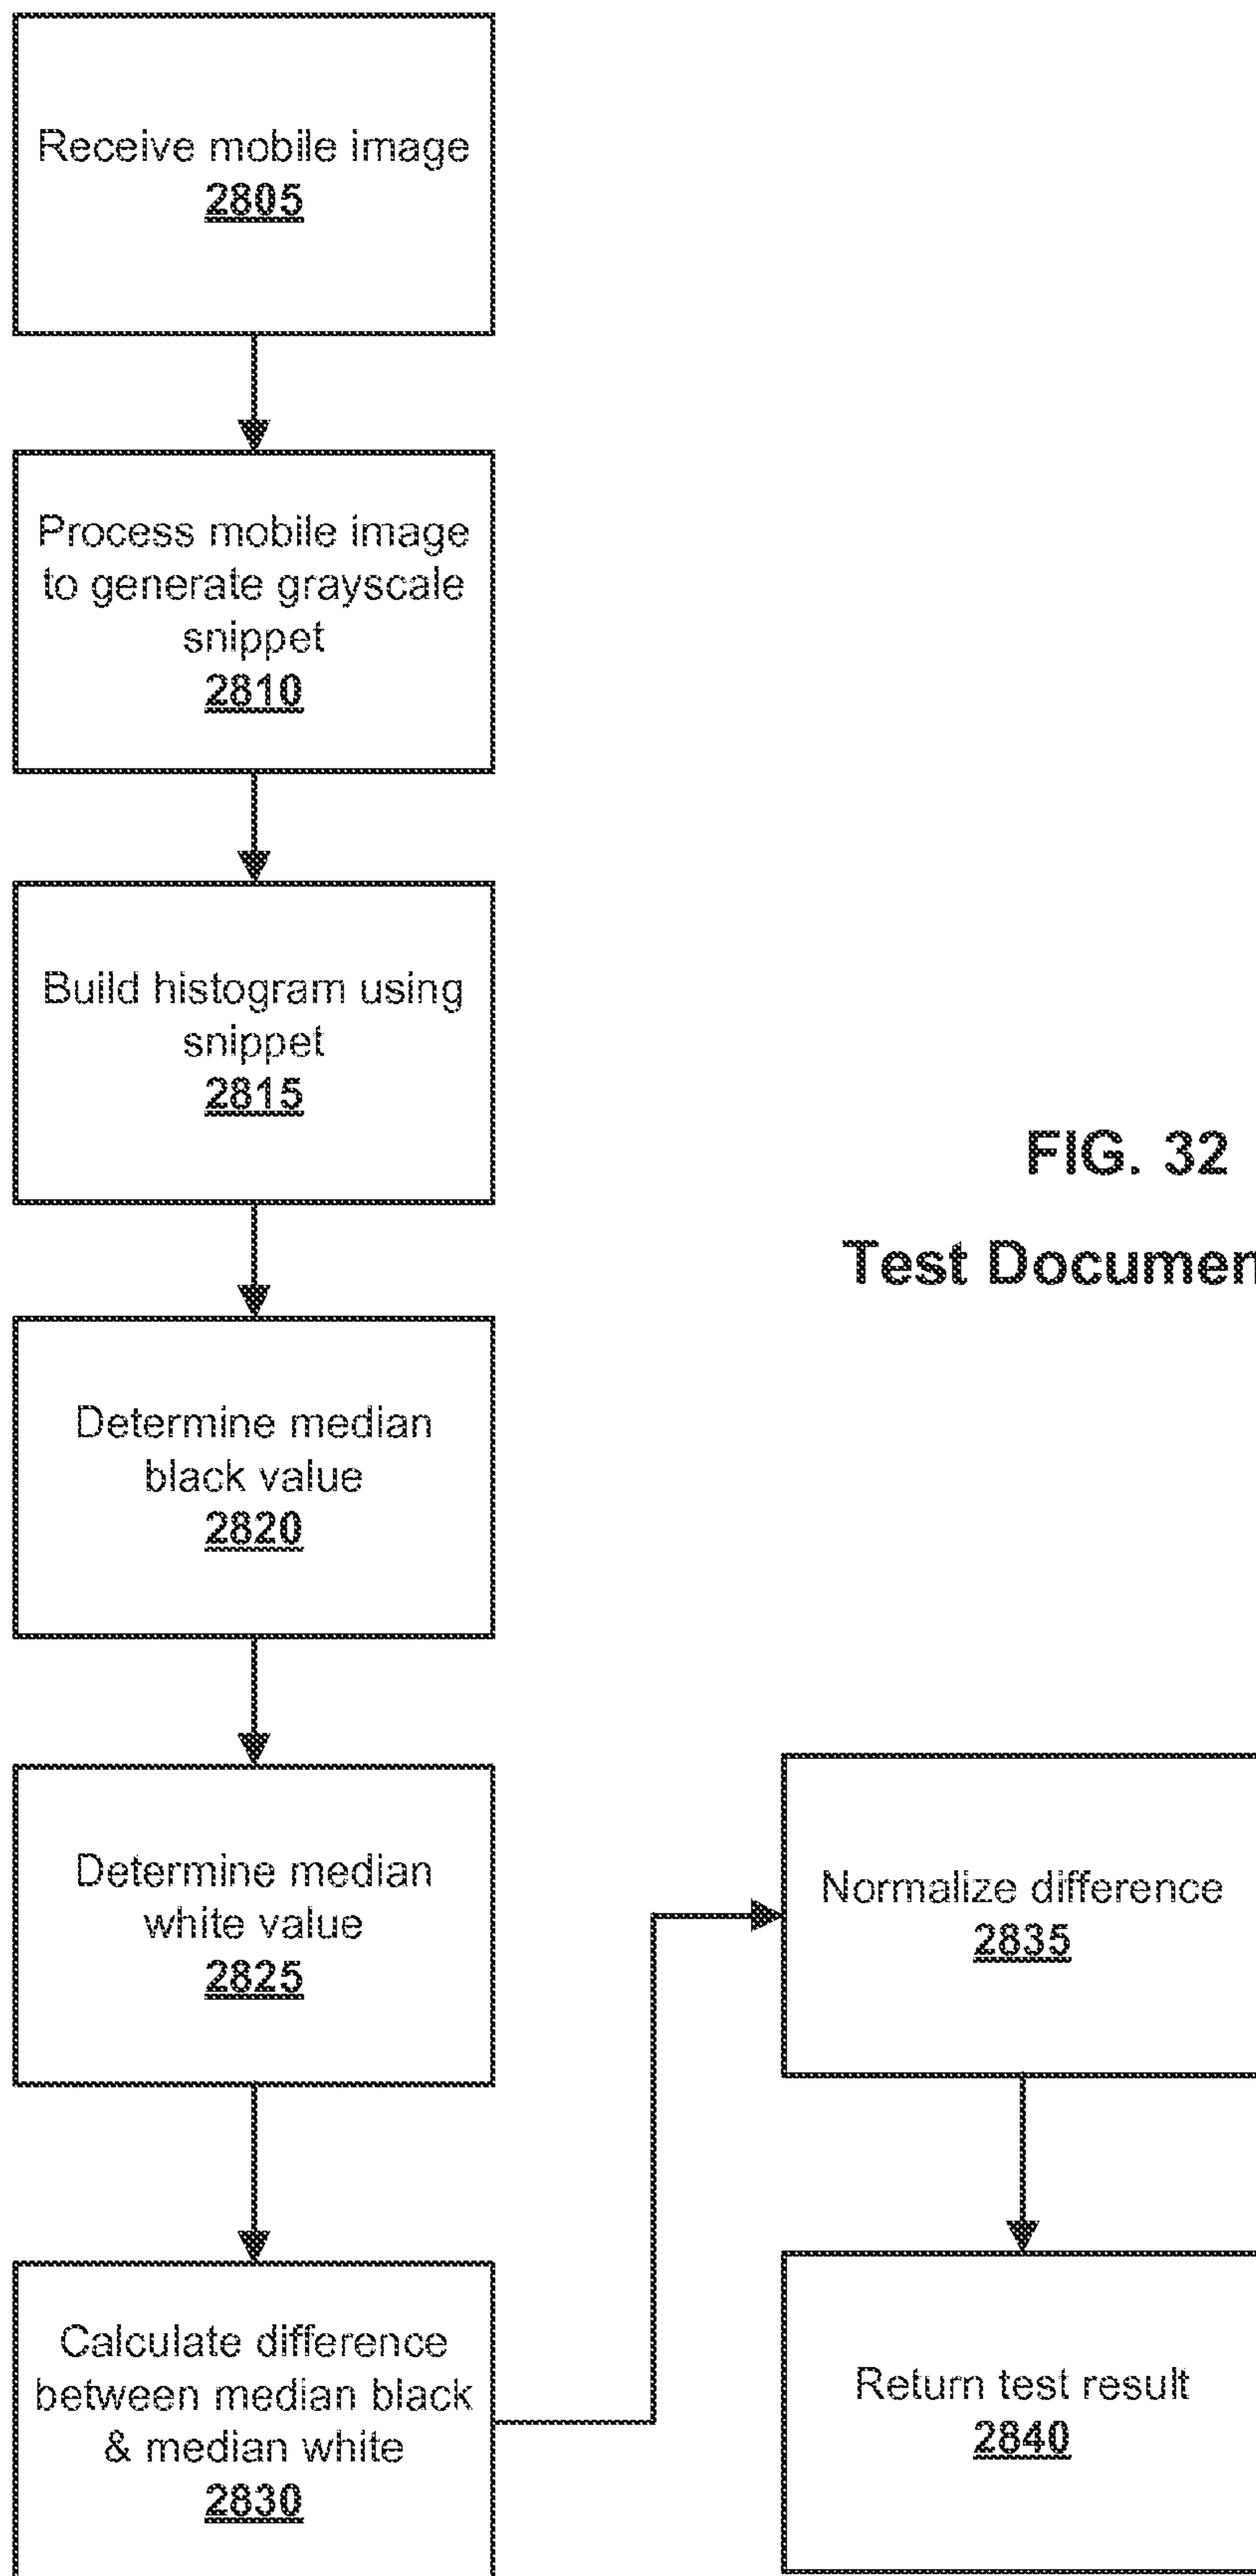 Receive mobile image
2805
Process mobile image
to generate grayscale
snippet
2810
Build histogram using
snippet
2815
Determine median
black value
2820
Determine median
white value
2825
Calculate difference
between median black
& median white
2830
Normalize difference
2835
Return test result
2840
FIG. 32
Test